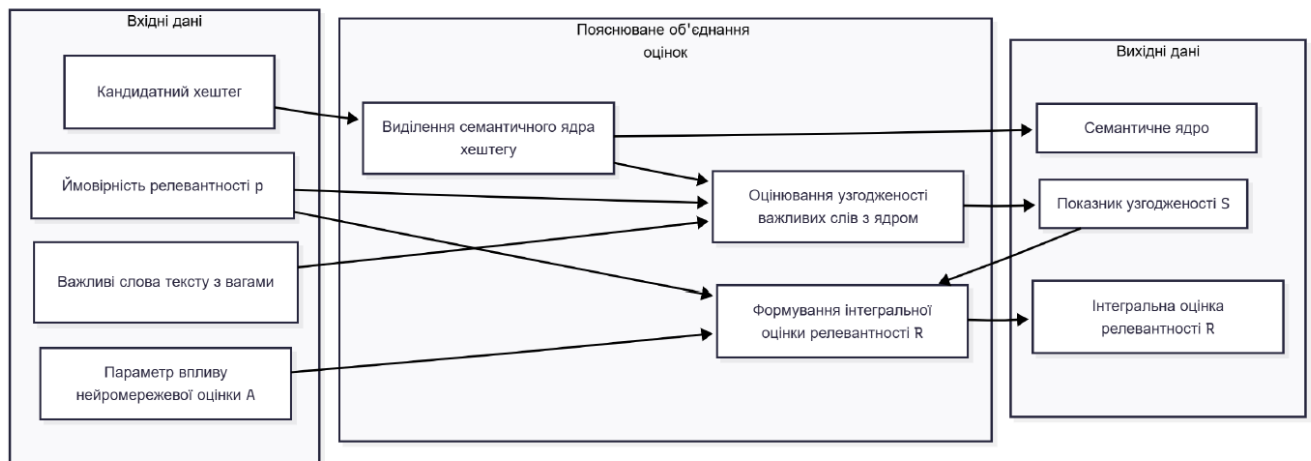 Вхідні дані
Кандидатний хештег
Ймовірність релевантності p
Важливі слова тексту з вагами
Параметр впливу
нейромережевої оцінки A
Пояснюване об'єднання
оцінок
Виділення семантичного ядра
хештегу
Оцінювання узгодженості
важливих слів з ядром
Формування інтегральної
оцінки релевантності R
Вихідні дані
Семантичне ядро
Показник узгодженості S
Інтегральна оцінка
релевантності R